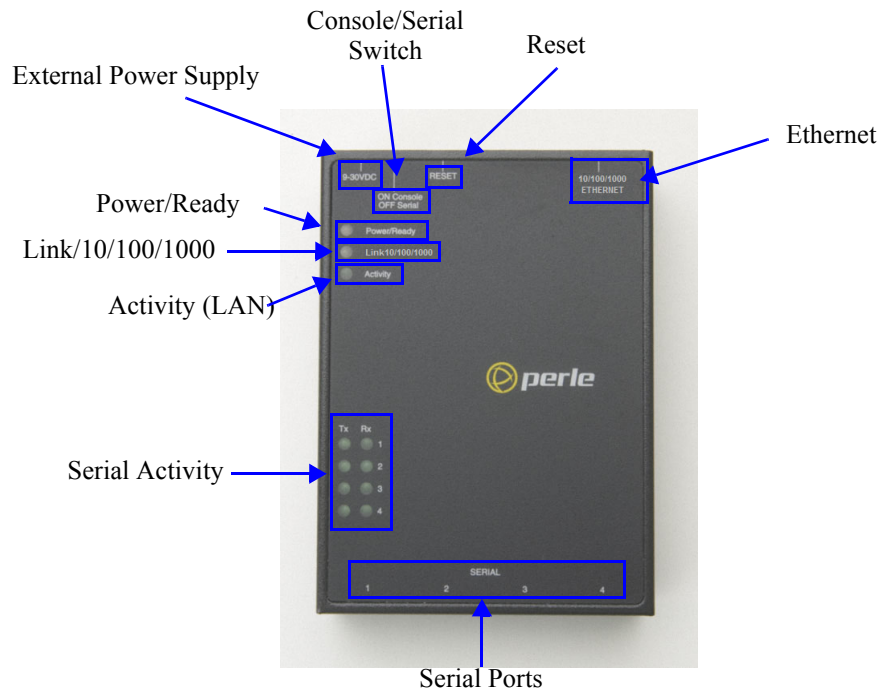 Console/Serial
Switch
Reset
External Power Supply
Ethernet
9-30VDC
RESET
10/100/1000
ETHERNET
ON Console
OFF Serial
Power/Ready
Power/Ready
Link/10/100/1000
Link10/100/1000
Activity (LAN)
Activity
perle
Tx Rx
1
2
3
4
Serial Activity
SERIAL
1 2 3 4
Serial Ports